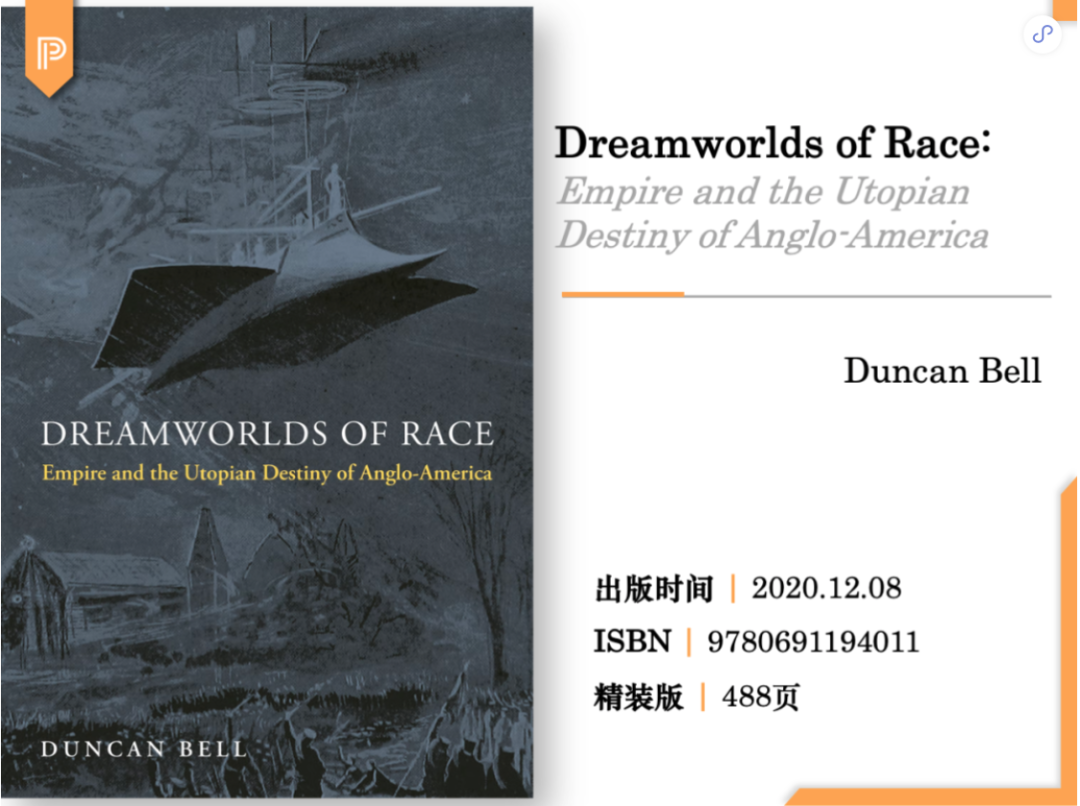 DREAMWORLDS OF RACE
Empire and the Utopian Destiny of Anglo-America
DUNCAN BELL
Dreamworlds of Race:
Empire and the Utopian
Destiny of Anglo-America
Duncan Bell
出版时间 | 2020.12.08
ISBN | 9780691194011
精装版 | 488页